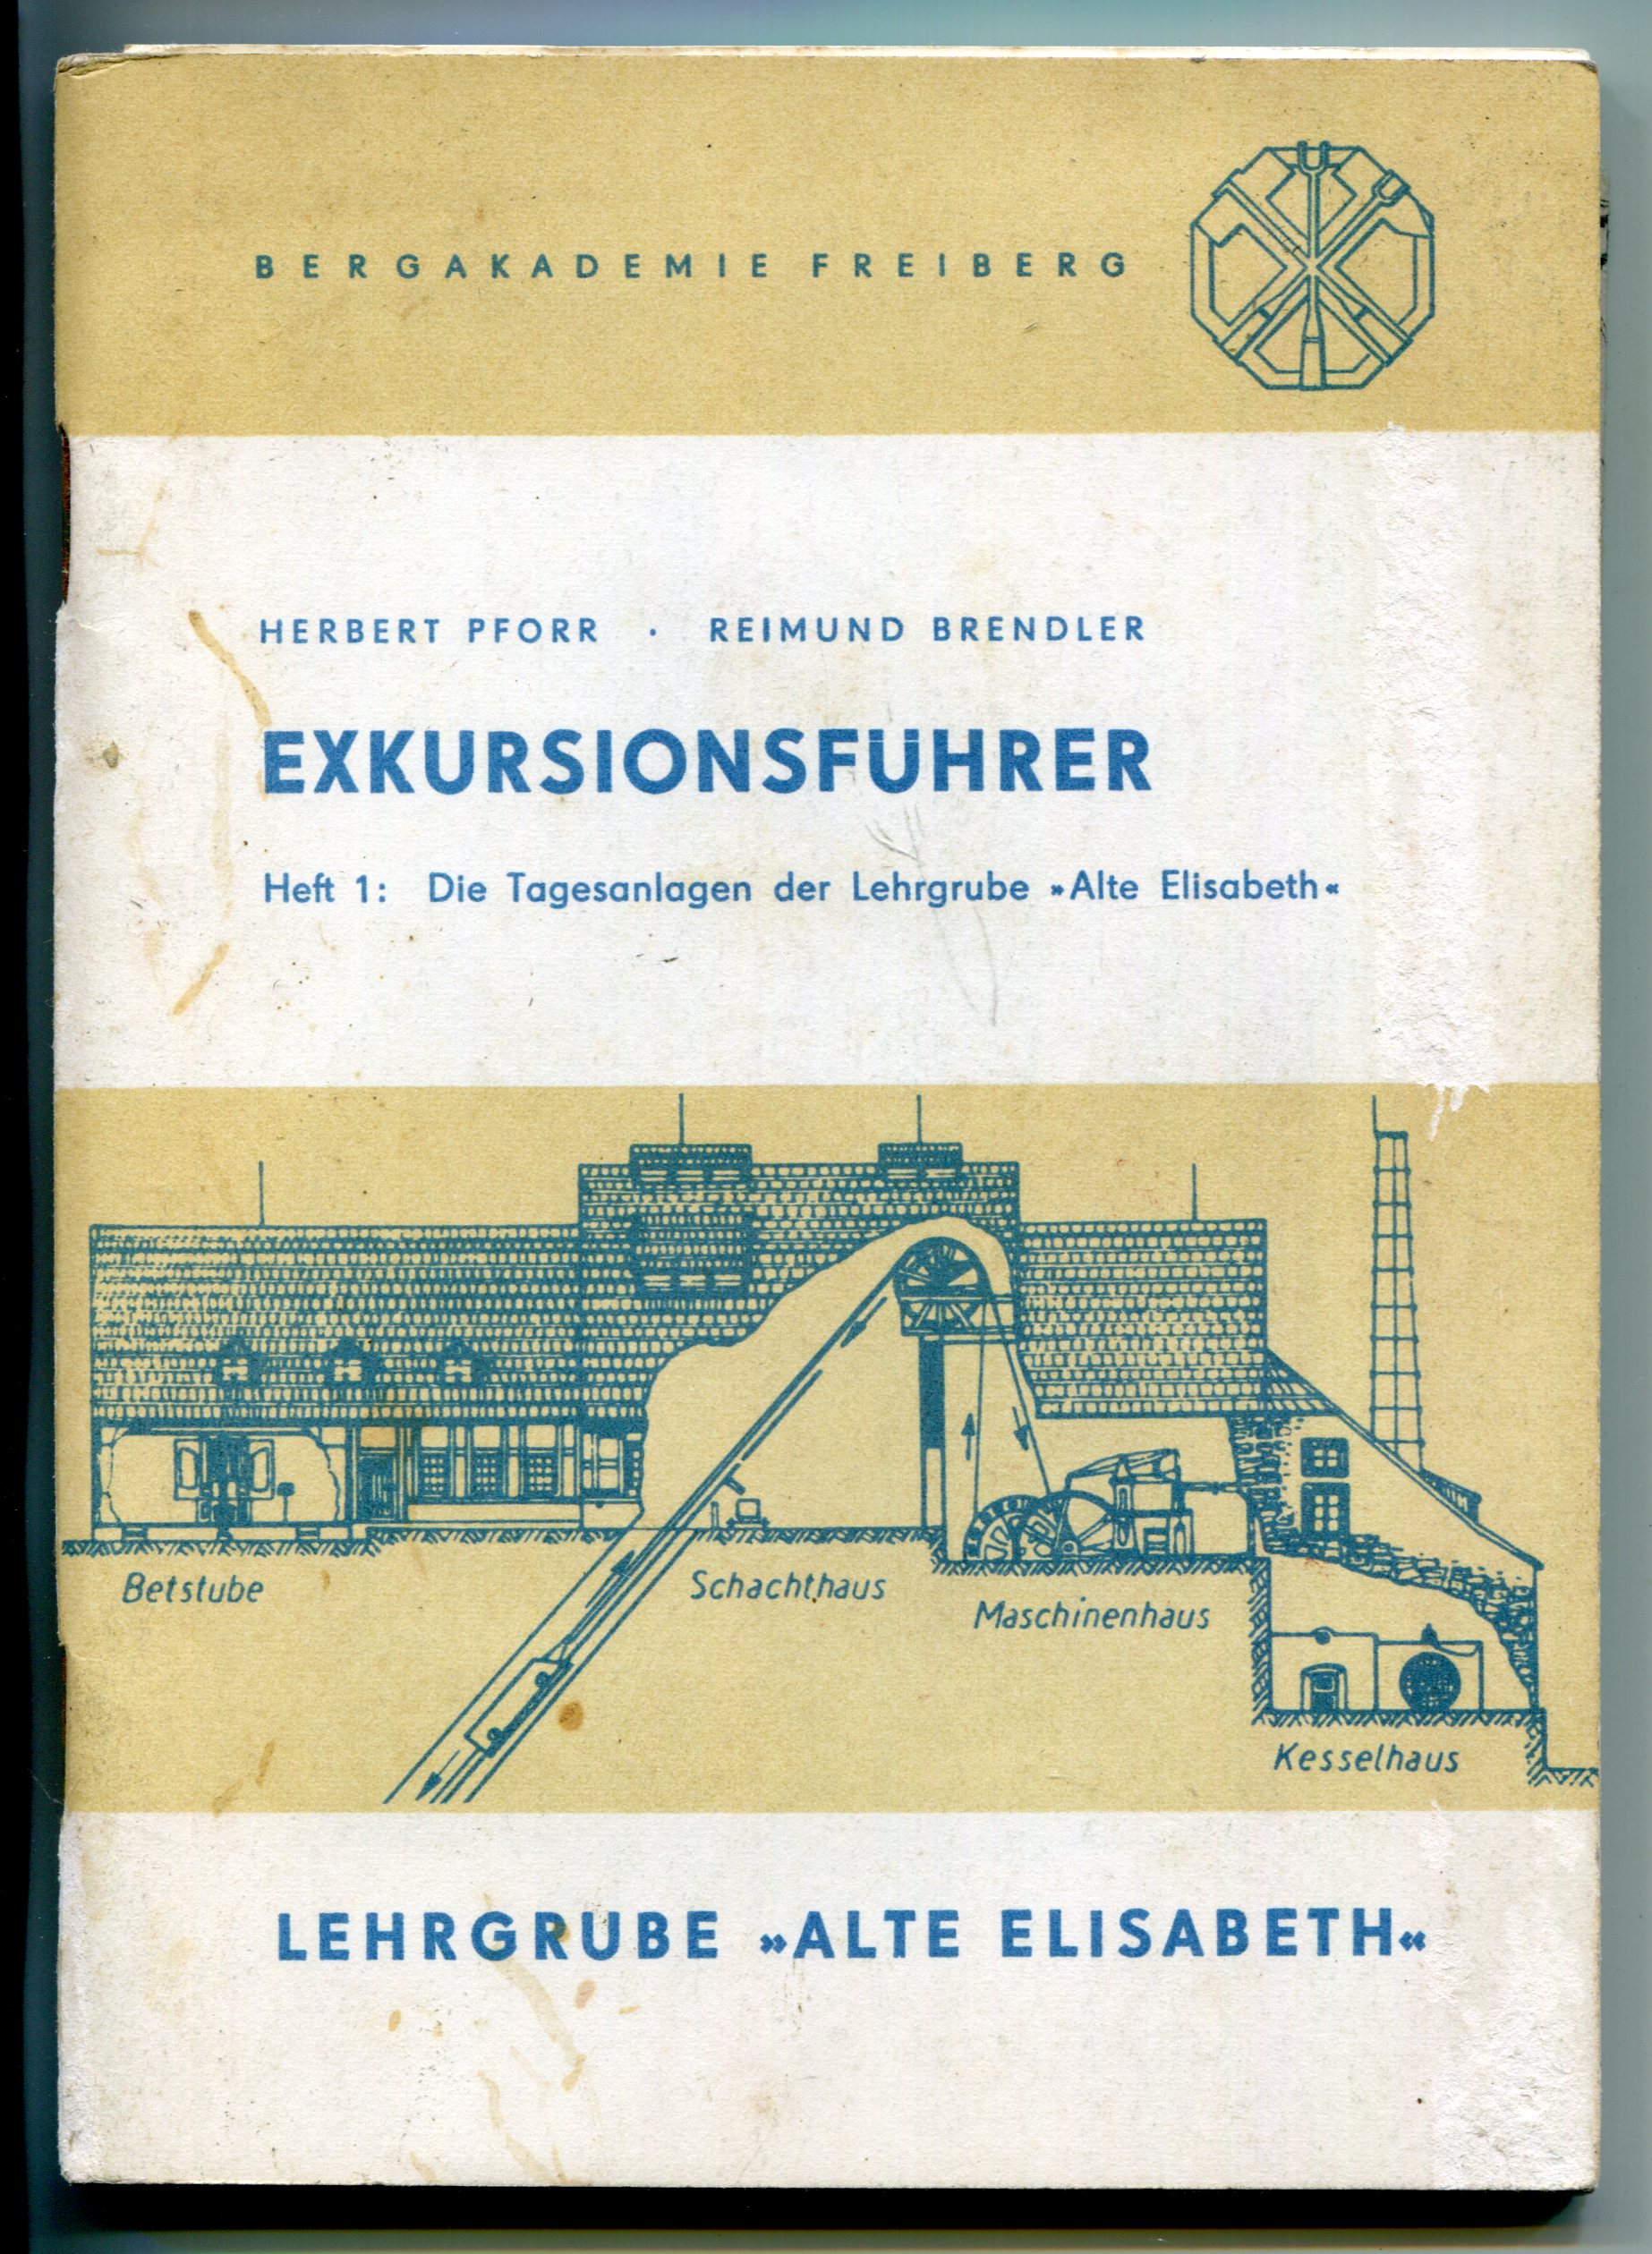 BERGAKADEMIE FREIBERG
HERBERT PFORR · REIMUND BRENDLER
EXKURSIONSFÜHRER
Heft 1: Die Tagesanlagen der Lehrgrube »Alte Elisabeth«
Betstube
Schachthaus
Maschinenhaus
Kesselhaus
LEHRGRUBE »ALTE ELISABETH«